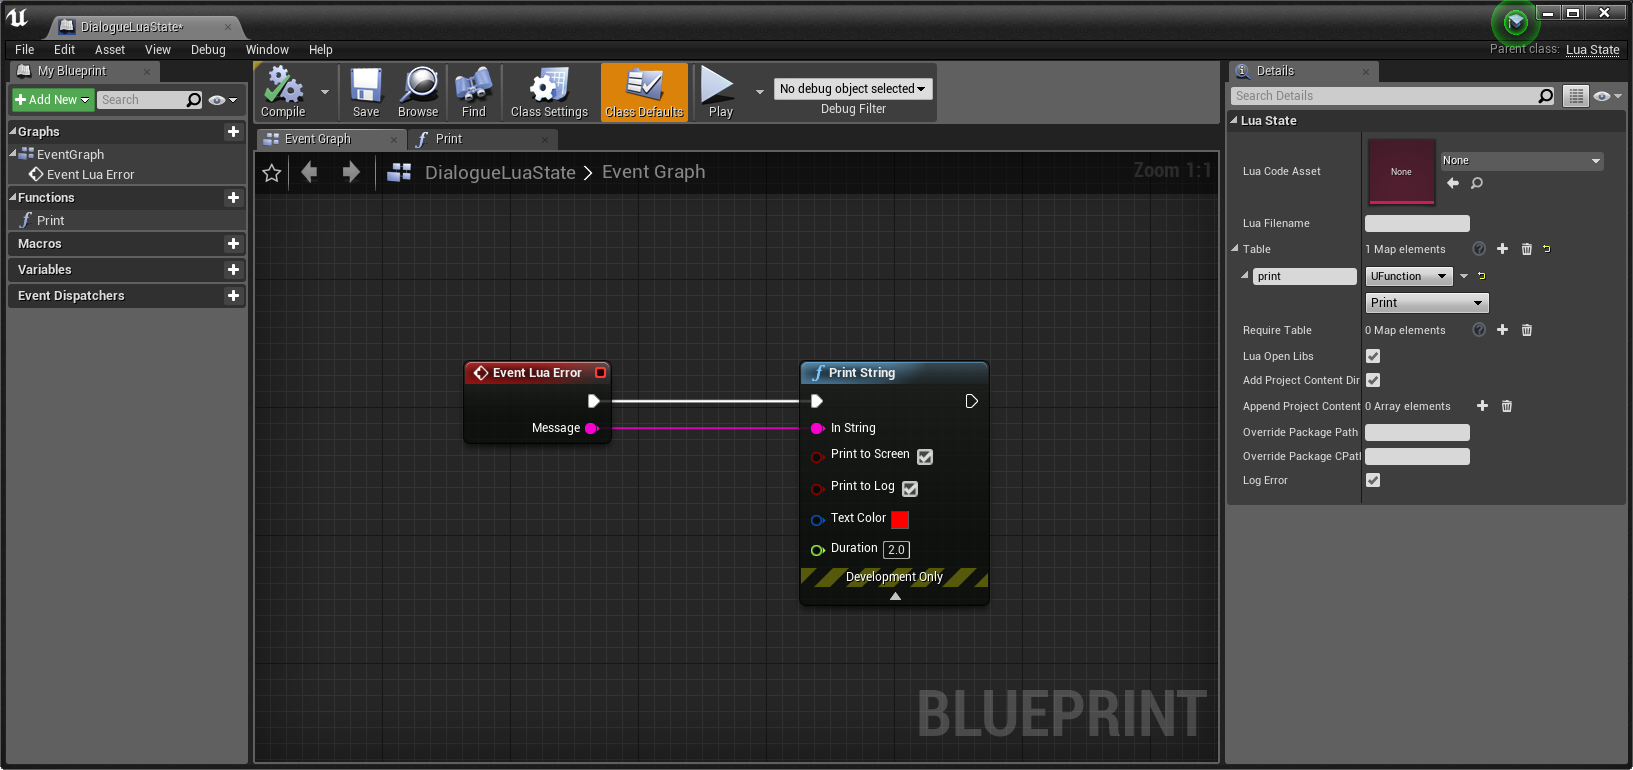 DialogueLuaState*
File Edit Asset View Debug Window Help
Parent class: Lua State
My Blueprint
Add New
Search
Graphs
EventGraph
Event Lua Error
Functions
Print
Macros
Variables
Event Dispatchers
Compile
Save
Browse
Find
Class Settings
Class Defaults
Play
No debug object selected
Debug Filter
Event Graph
Print
DialogueLuaState > Event Graph
Zoom 1:1
Event Lua Error
Message
Print String
In String
Print to Screen
Print to Log
Text Color
Duration 2.0
Development Only
BLUEPRINT
Details
Search Details
Lua State
Lua Code Asset
None
None
Lua Filename
Table 1 Map elements
print UFunction
Print
Require Table 0 Map elements
Lua Open Libs
Add Project Content Dir
Append Project Content 0 Array elements
Override Package Path
Override Package CPath
Log Error